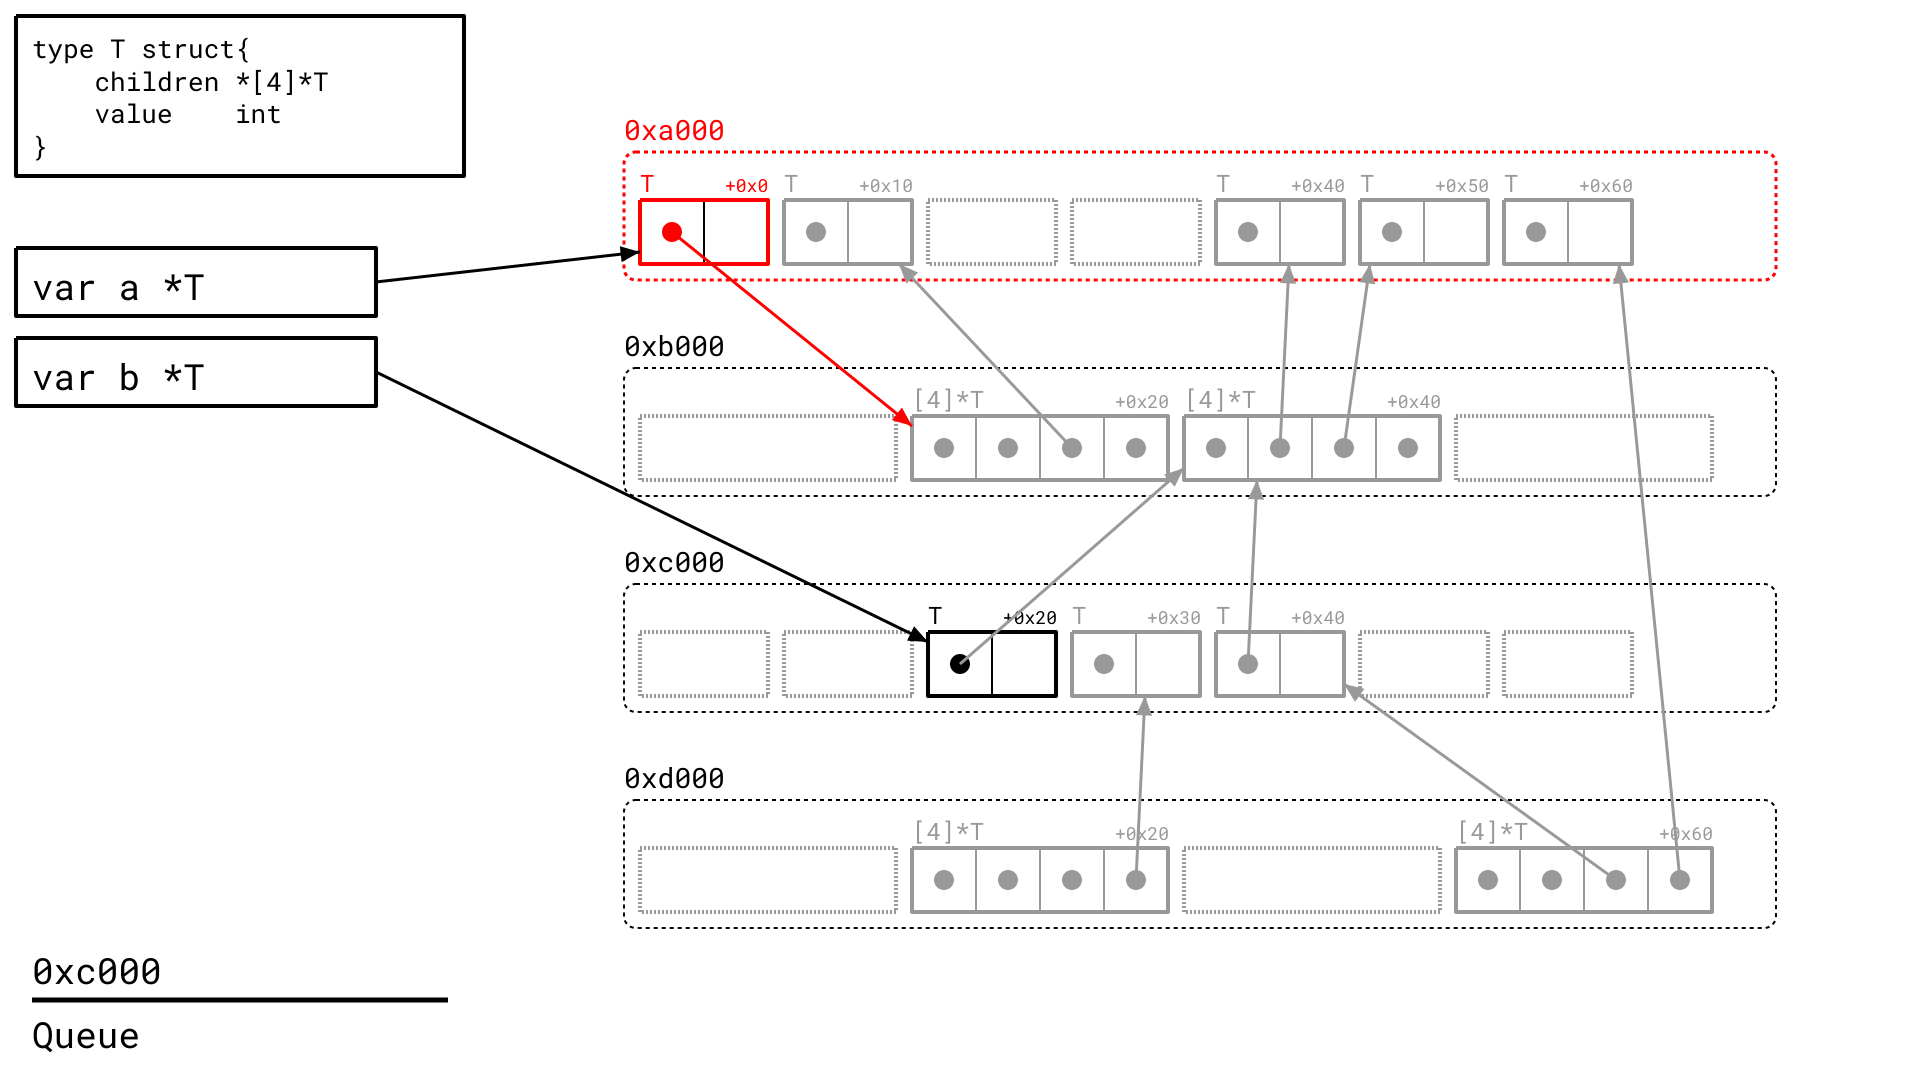 type T struct{
    children *[4]*T
    value    int
}
var a *T
var b *T
0xa000
T +0x0 T +0x10 T +0x40 T +0x50 T +0x60
0xb000
[4]*T +0x20 [4]*T +0x40
0xc000
T +0x20 T +0x30 T +0x40
0xd000
[4]*T +0x20 [4]*T +0x60
0xc000
Queue